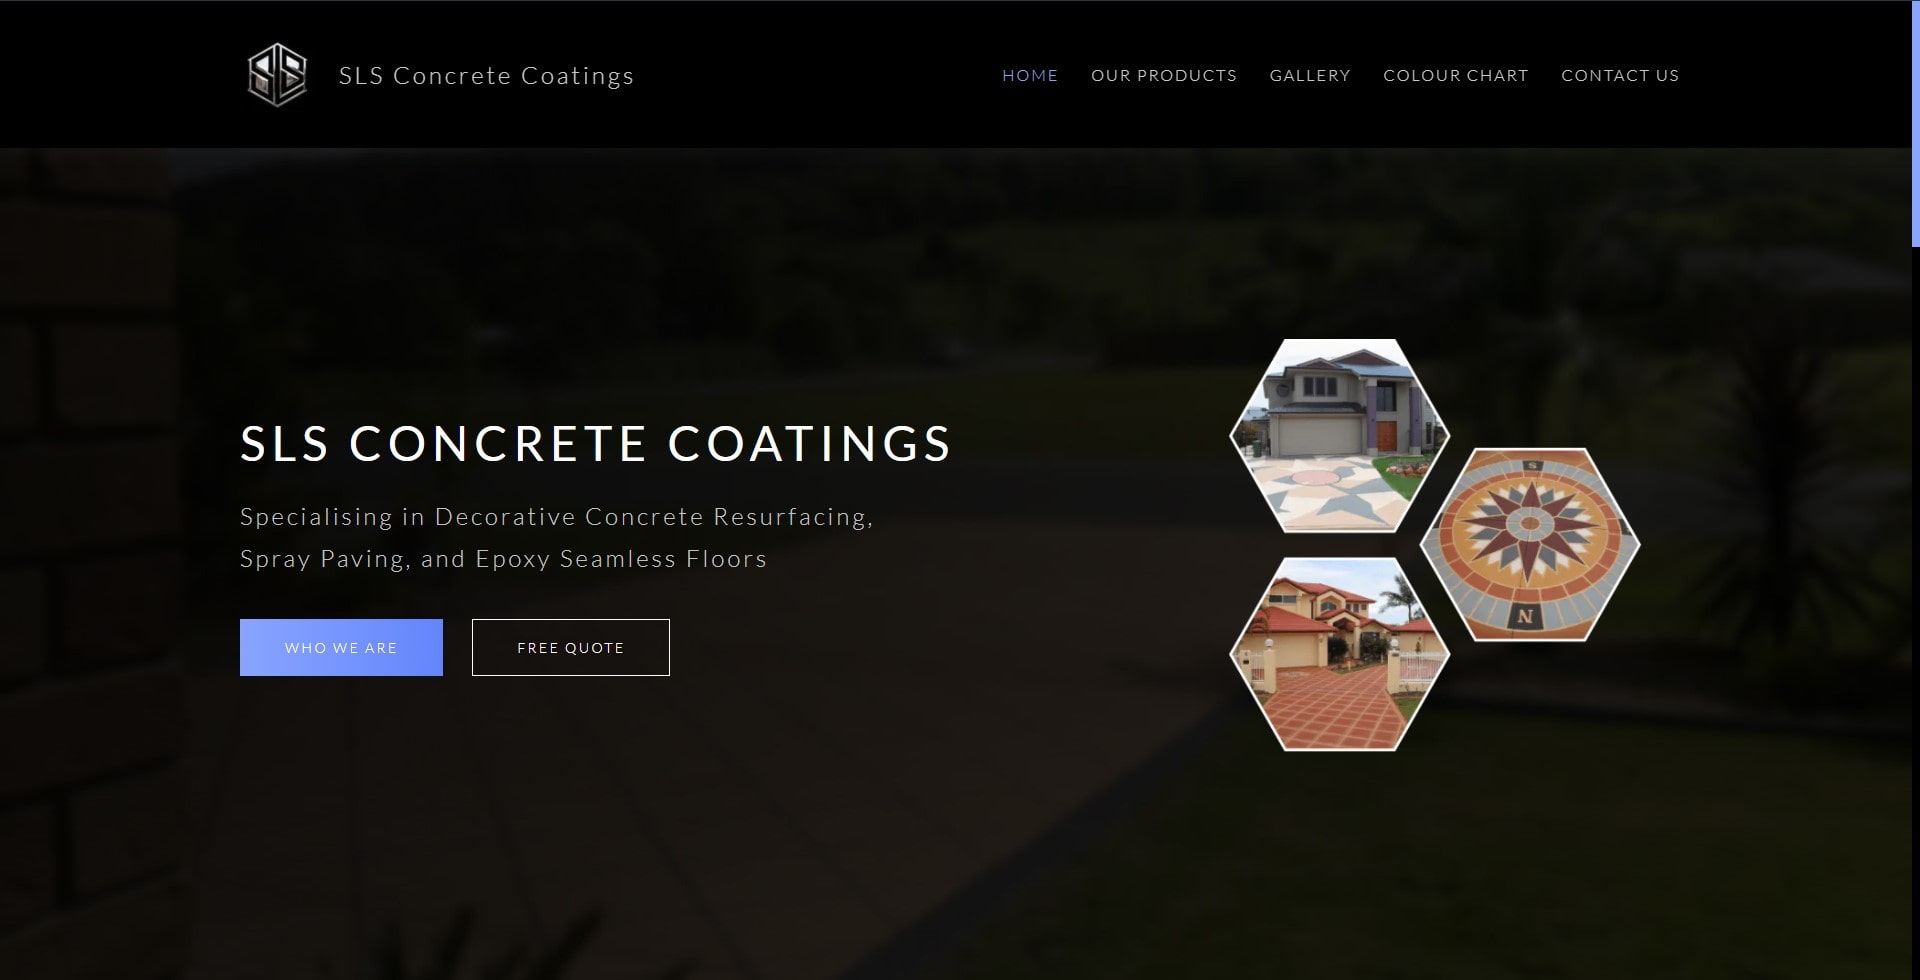 SLS
SLS Concrete Coatings
HOME
OUR PRODUCTS
GALLERY
COLOUR CHART
CONTACT US
SLS CONCRETE COATINGS
Specialising in Decorative Concrete Resurfacing,
Spray Paving, and Epoxy Seamless Floors
WHO WE ARE
FREE QUOTE
S
N